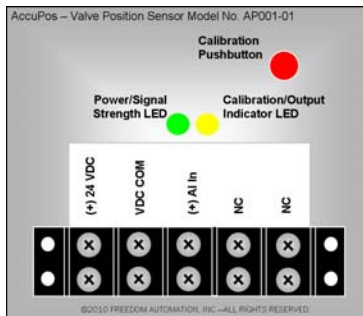 AccuPos – Valve Position Sensor Model No. AP001-01
Calibration
Pushbutton
Power/Signal
Strength LED
Calibration/Output
Indicator LED
(+) 24 VDC
VDC COM
(+) AI In
NC
NC
©2010 FREEDOM AUTOMATION, INC –ALL RIGHTS RESERVED.